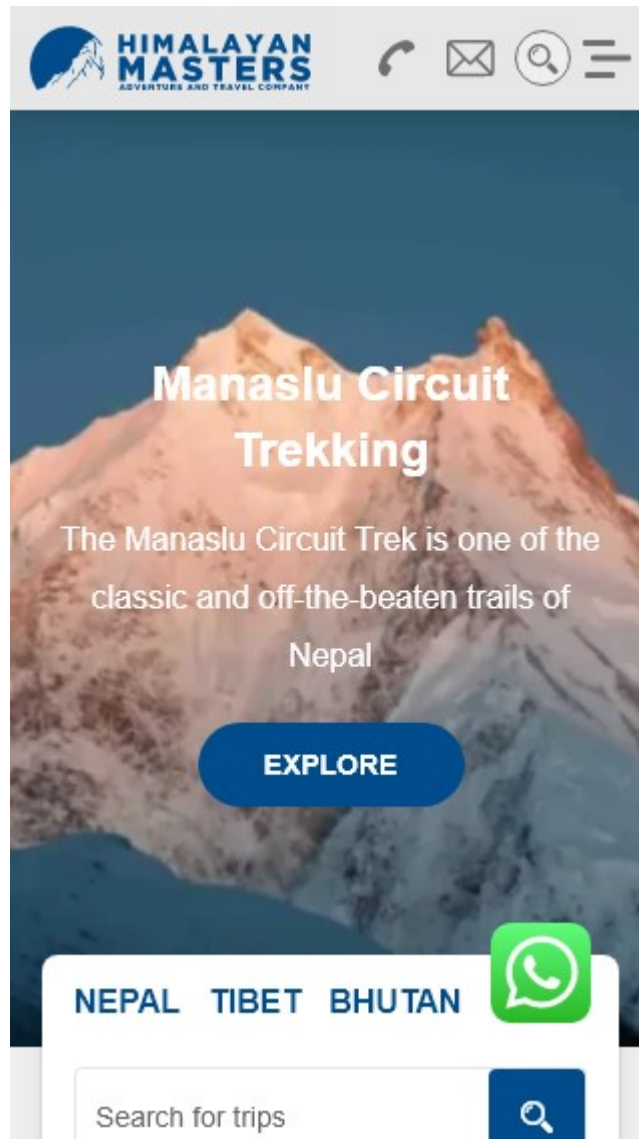 HIMALAYAN
MASTERS
ADVENTURE AND TRAVEL COMPANY
Manaslu Circuit
Trekking
The Manaslu Circuit Trek is one of the
classic and off-the-beaten trails of
Nepal
EXPLORE
NEPAL TIBET BHUTAN
Search for trips